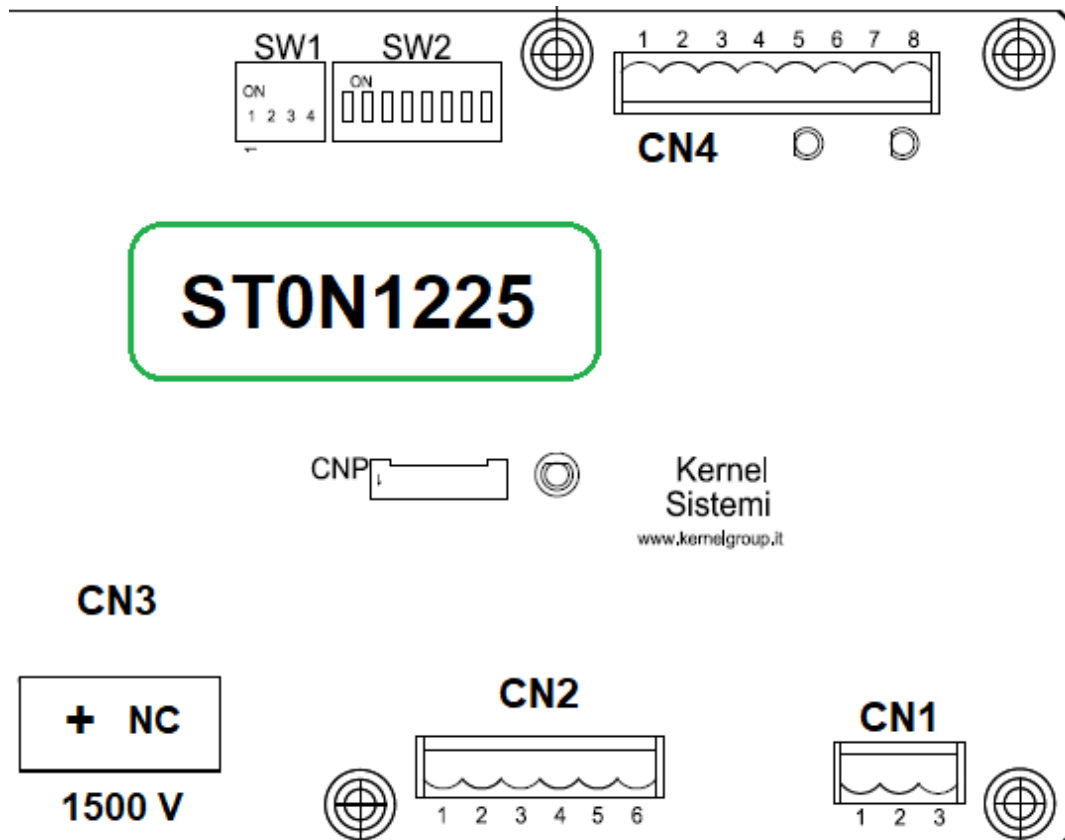 SW1 SW2
ON
1 2 3 4
1
ON
1 2 3 4 5 6 7 8
CN4
ST0N1225
CNP
1
Kernel
Sistemi
www.kernelgroup.it
CN3
+ NC
1500 V
CN2
1 2 3 4 5 6
CN1
1 2 3